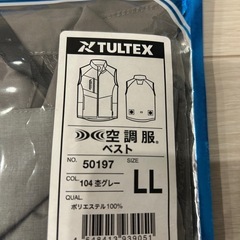 TULTEX
空調服®
ベスト
NO. 50197 SIZE
COL. 104 杢グレー LL
QUAL. ポリエステル100%
4548413939051